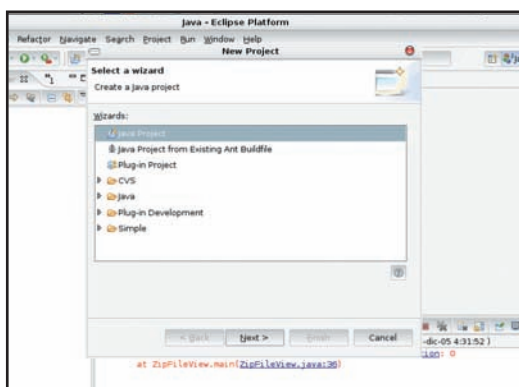 Java - Eclipse Platform
Refactor Navigate Search Project Run Window Help
New Project
Select a wizard
Create a Java project
Wizards:
Java Project
Java Project from Existing Ant Buildfile
Plug-in Project
CVS
Java
Plug-in Development
Simple
< Back Next > Finish Cancel
-dic-05 4:31:52 )
ion: 0
at ZipFileView.main(ZipFileView.java:36)